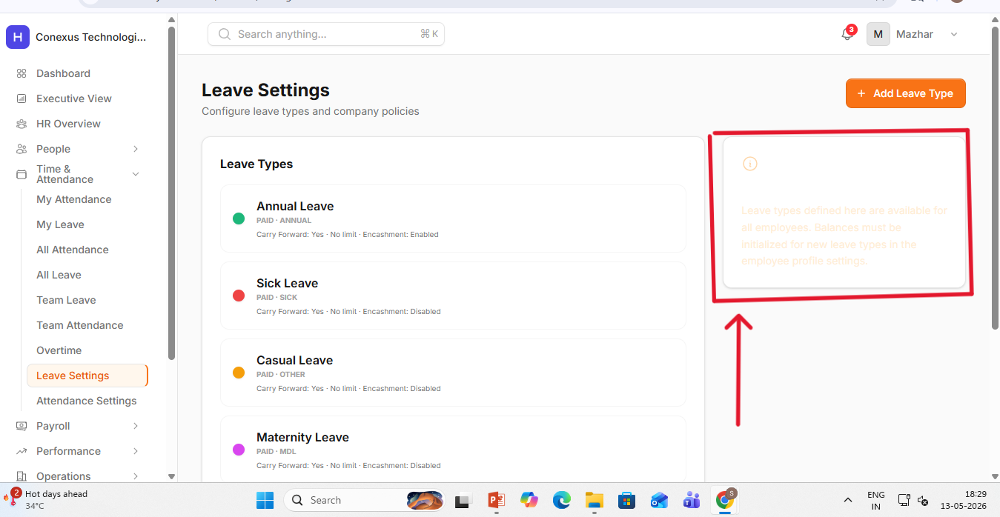 H Conexus Technologi...
Search anything... ⌘ K
3 M Mazhar
Dashboard
Executive View
HR Overview
People
Time &
Attendance
My Attendance
My Leave
All Attendance
All Leave
Team Leave
Team Attendance
Overtime
Leave Settings
Attendance Settings
Payroll
Performance
Operations
Leave Settings
Configure leave types and company policies
+ Add Leave Type
Leave Types
Annual Leave
PAID · ANNUAL
Carry Forward: Yes · No limit · Encashment: Enabled
Sick Leave
PAID · SICK
Carry Forward: Yes · No limit · Encashment: Disabled
Casual Leave
PAID · OTHER
Carry Forward: Yes · No limit · Encashment: Disabled
Maternity Leave
PAID · MDL
Carry Forward: Yes · No limit · Encashment: Disabled
Leave types defined here are available for
all employees. Balances must be
initialized for new leave types in the
employee profile settings.
2 Hot days ahead
34°C
Search
S
ENG
IN
18:29
13-05-2026